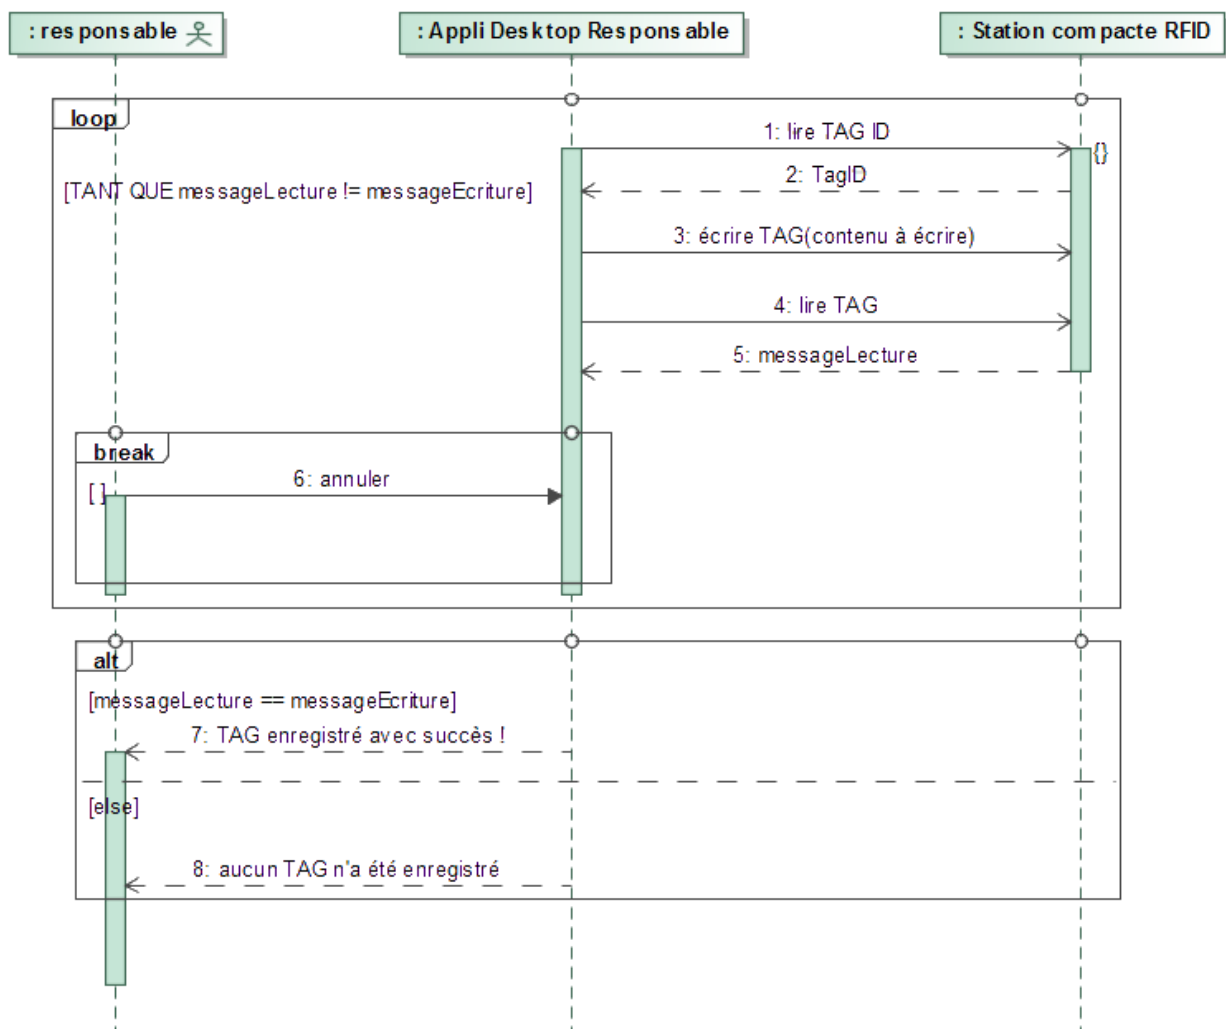 : responsable
: Appli Desktop Responsable
: Station compacte RFID
loop
1: lire TAG ID
{}
2: TagID
[TANT QUE messageLecture != messageEcriture]
3: écrire TAG(contenu à écrire)
4: lire TAG
5: messageLecture
break
6: annuler
[ ]
alt
[messageLecture == messageEcriture]
7: TAG enregistré avec succès !
[else]
8: aucun TAG n'a été enregistré